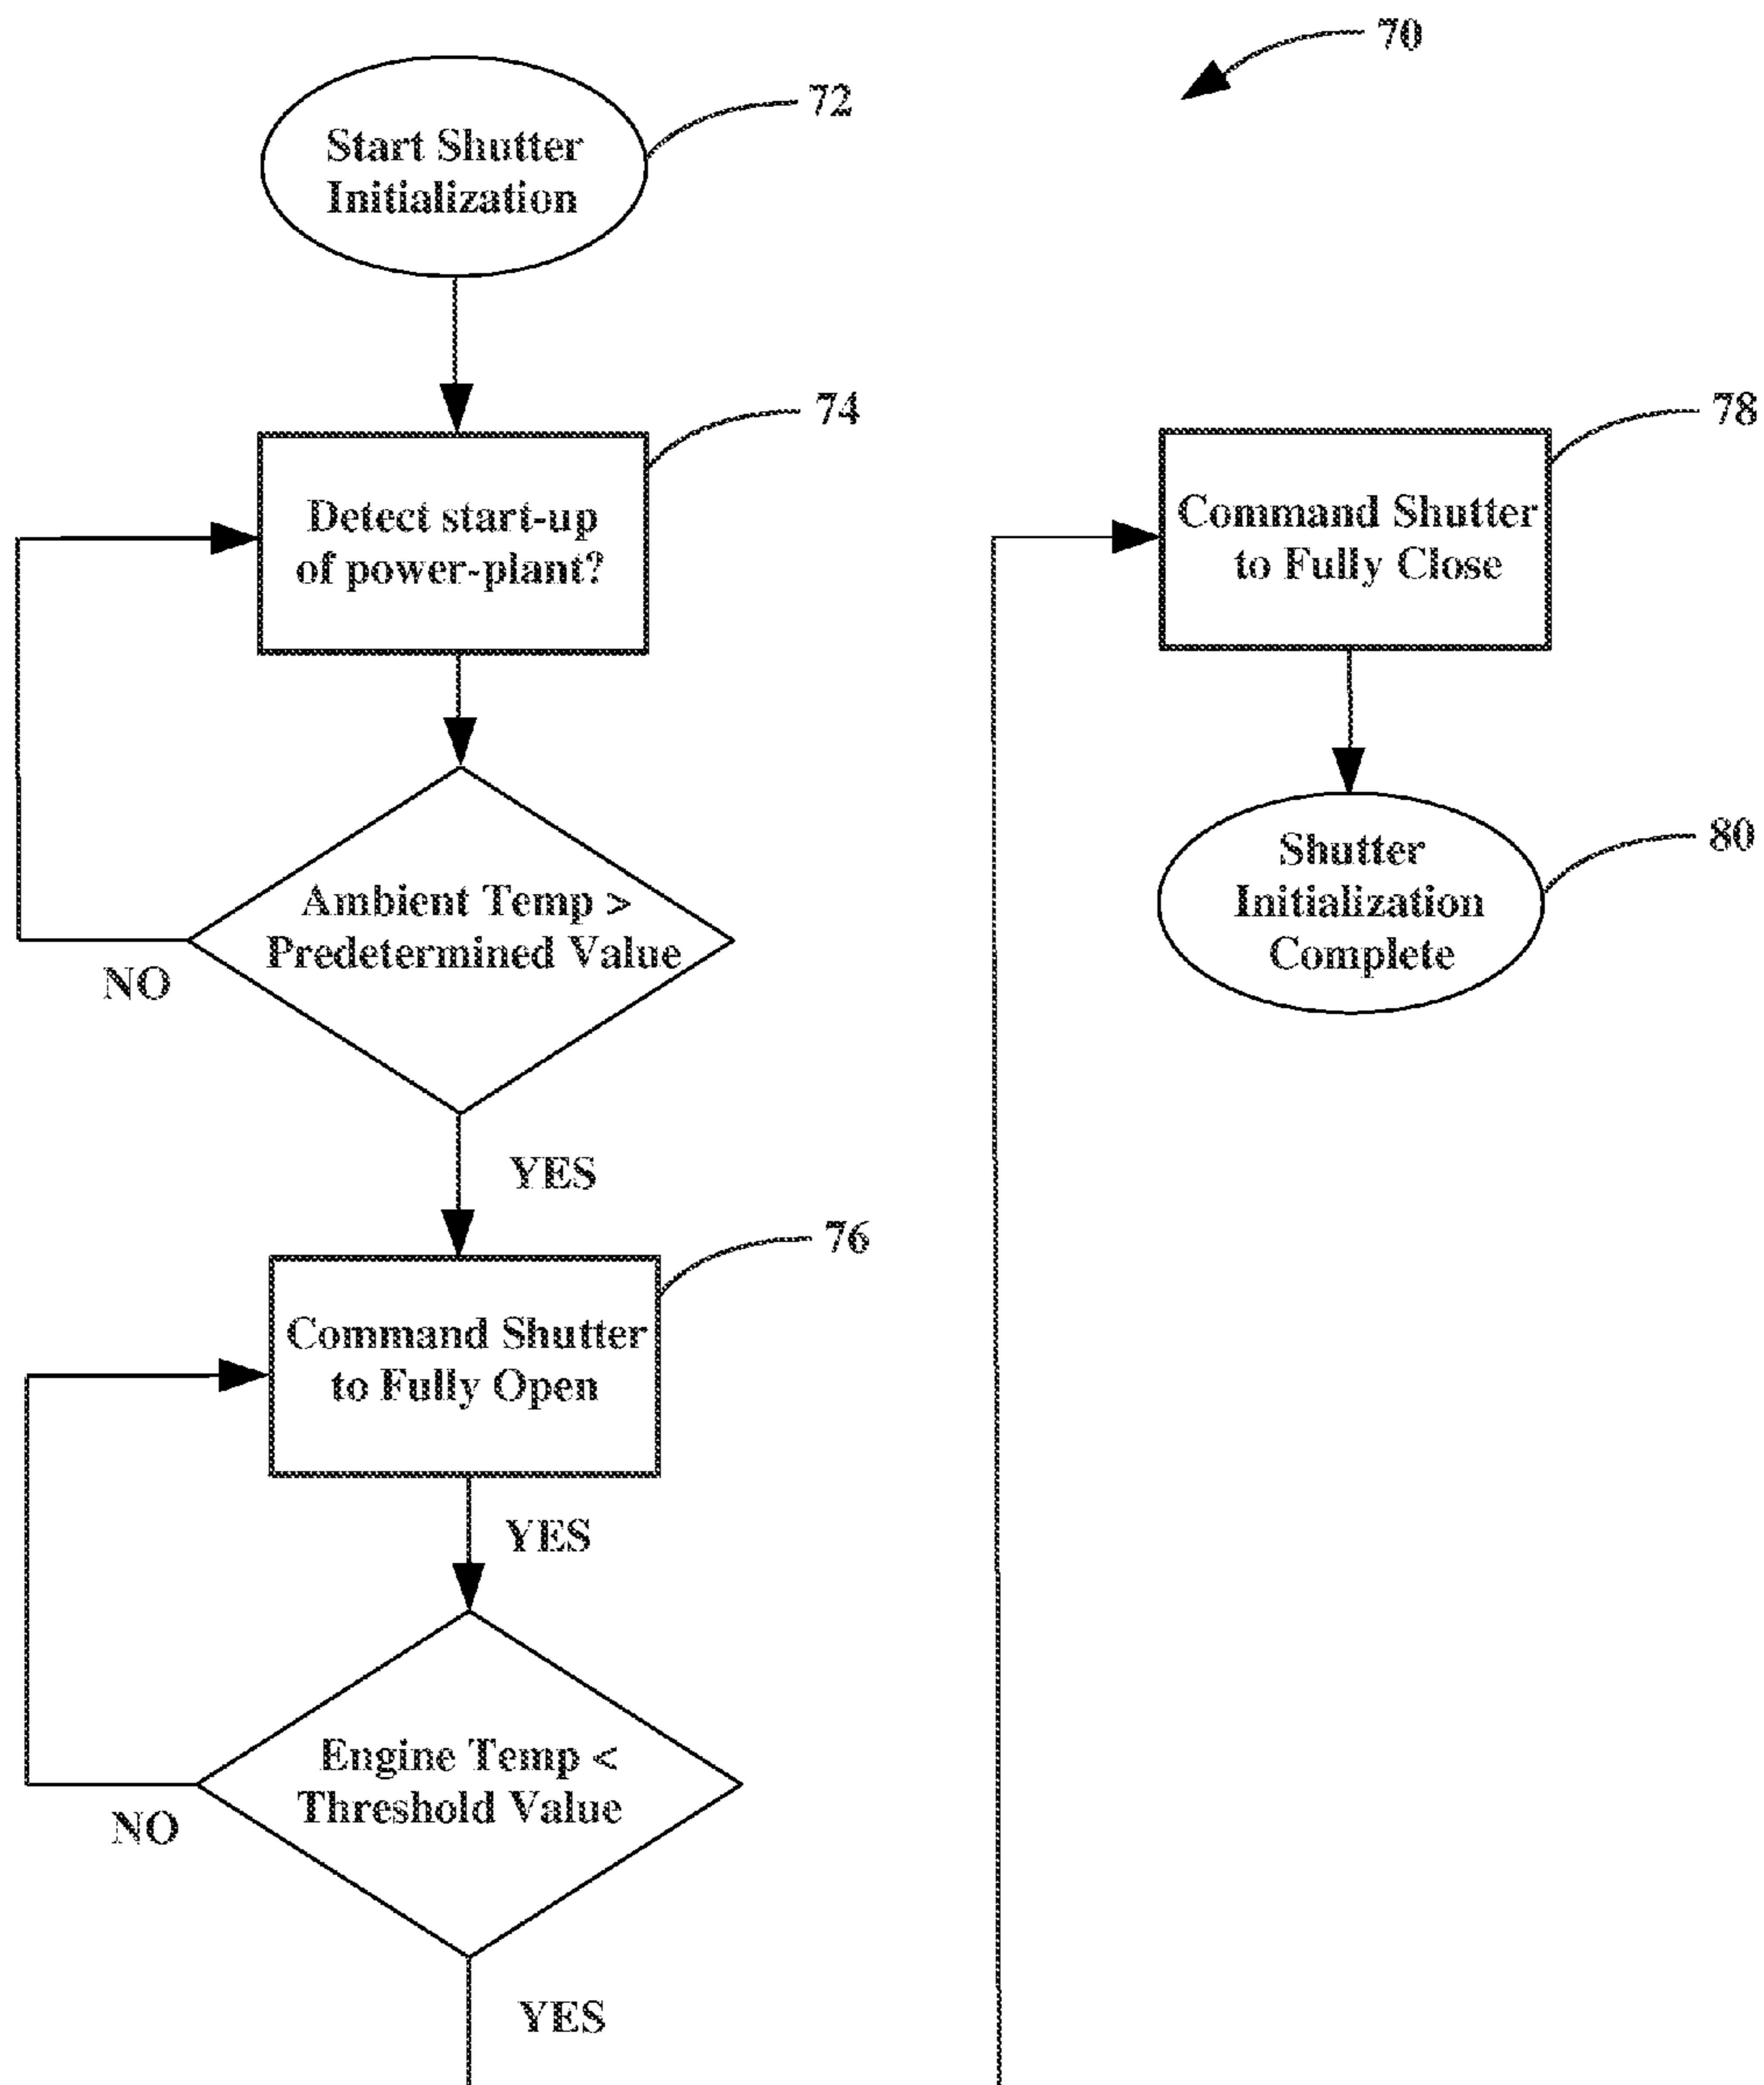 70
Start Shutter
Initialization
72
Detect start-up
of power-plant?
74
Ambient Temp >
Predetermined Value
NO
YES
Command Shutter
to Fully Open
76
YES
Engine Temp <
Threshold Value
NO
YES
Command Shutter
to Fully Close
78
Shutter
Initialization
Complete
80